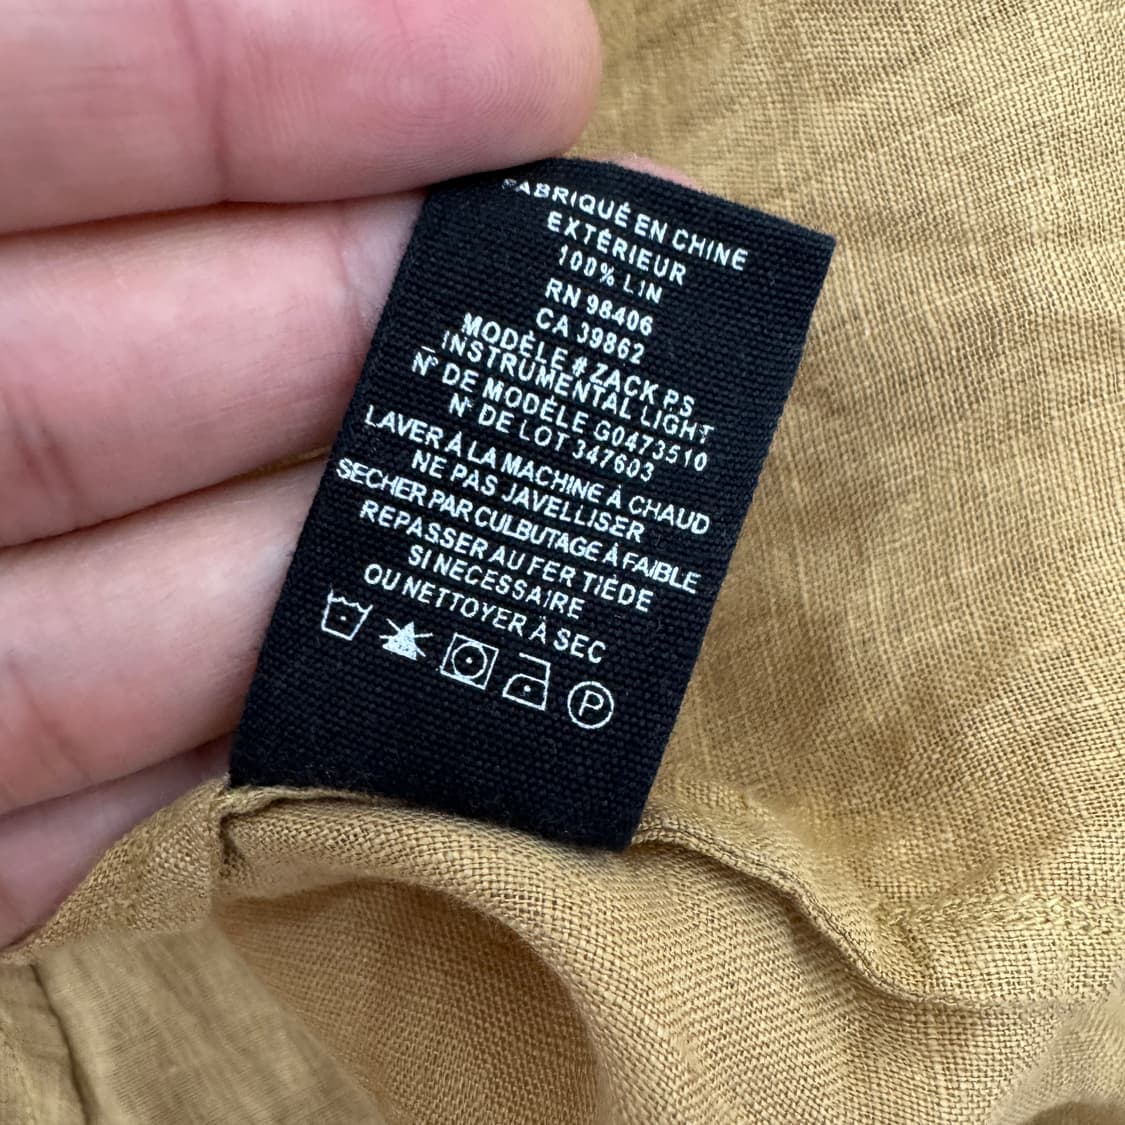 FABRIQUÉ EN CHINE
EXTÉRIEUR
100% LIN
RN 98406
CA 39862
MODÈLE # ZACK PS
_INSTRUMENTAL LIGHT
N° DE MODÈLE G0473510
N° DE LOT 347603
LAVER À LA MACHINE À CHAUD
NE PAS JAVELLISER
SECHER PAR CULBUTAGE À FAIBLE
REPASSER AU FER TIÈDE
SI NECESSAIRE
OU NETTOYER À SEC
P